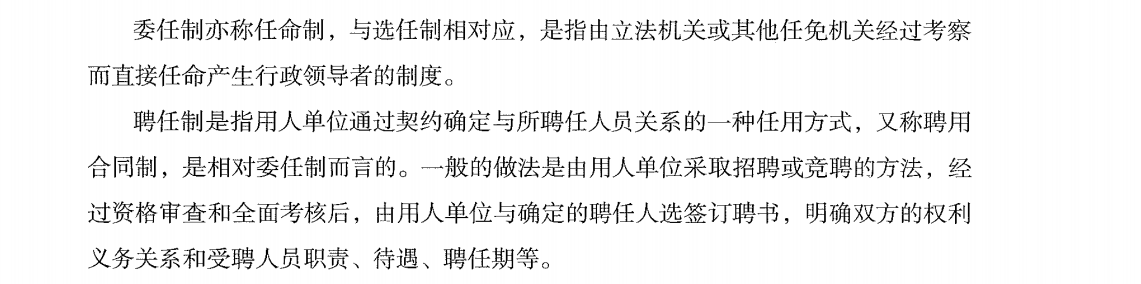 委任制亦称任命制，与选任制相对应，是指由立法机关或其他任免机关经过考察
而直接任命产生行政领导者的制度。
聘任制是指用人单位通过契约确定与所聘任人员关系的一种任用方式，又称聘用
合同制，是相对委任制而言的。一般的做法是由用人单位采取招聘或竞聘的方法，经
过资格审查和全面考核后，由用人单位与确定的聘任人选签订聘书，明确双方的权利
义务关系和受聘人员职责、待遇、聘任期等。